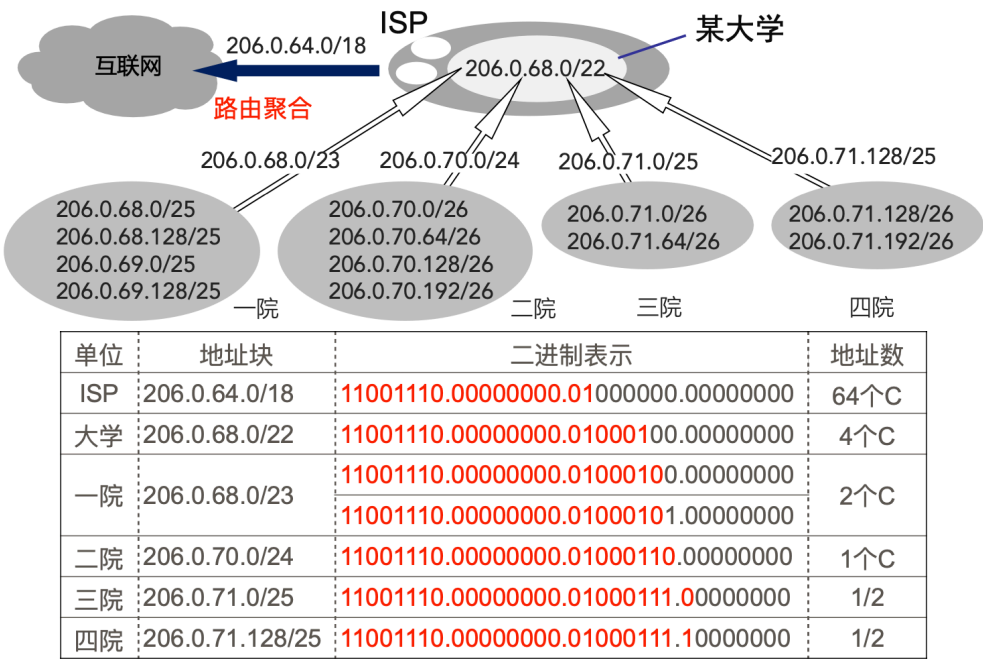 ISP
某大学
206.0.64.0/18
互联网
206.0.68.0/22
路由聚合
206.0.68.0/23
206.0.70.0/24
206.0.71.0/25
206.0.71.128/25
206.0.68.0/25
206.0.68.128/25
206.0.69.0/25
206.0.69.128/25
一院
206.0.70.0/26
206.0.70.64/26
206.0.70.128/26
206.0.70.192/26
二院
206.0.71.0/26
206.0.71.64/26
三院
206.0.71.128/26
206.0.71.192/26
四院
单位 地址块 二进制表示 地址数
ISP 206.0.64.0/18 11001110.00000000.01000000.00000000 64个C
大学 206.0.68.0/22 11001110.00000000.01000100.00000000 4个C
一院 206.0.68.0/23 11001110.00000000.01000100.00000000 2个C
11001110.00000000.01000101.00000000
二院 206.0.70.0/24 11001110.00000000.01000110.00000000 1个C
三院 206.0.71.0/25 11001110.00000000.01000111.00000000 1/2
四院 206.0.71.128/25 11001110.00000000.01000111.10000000 1/2